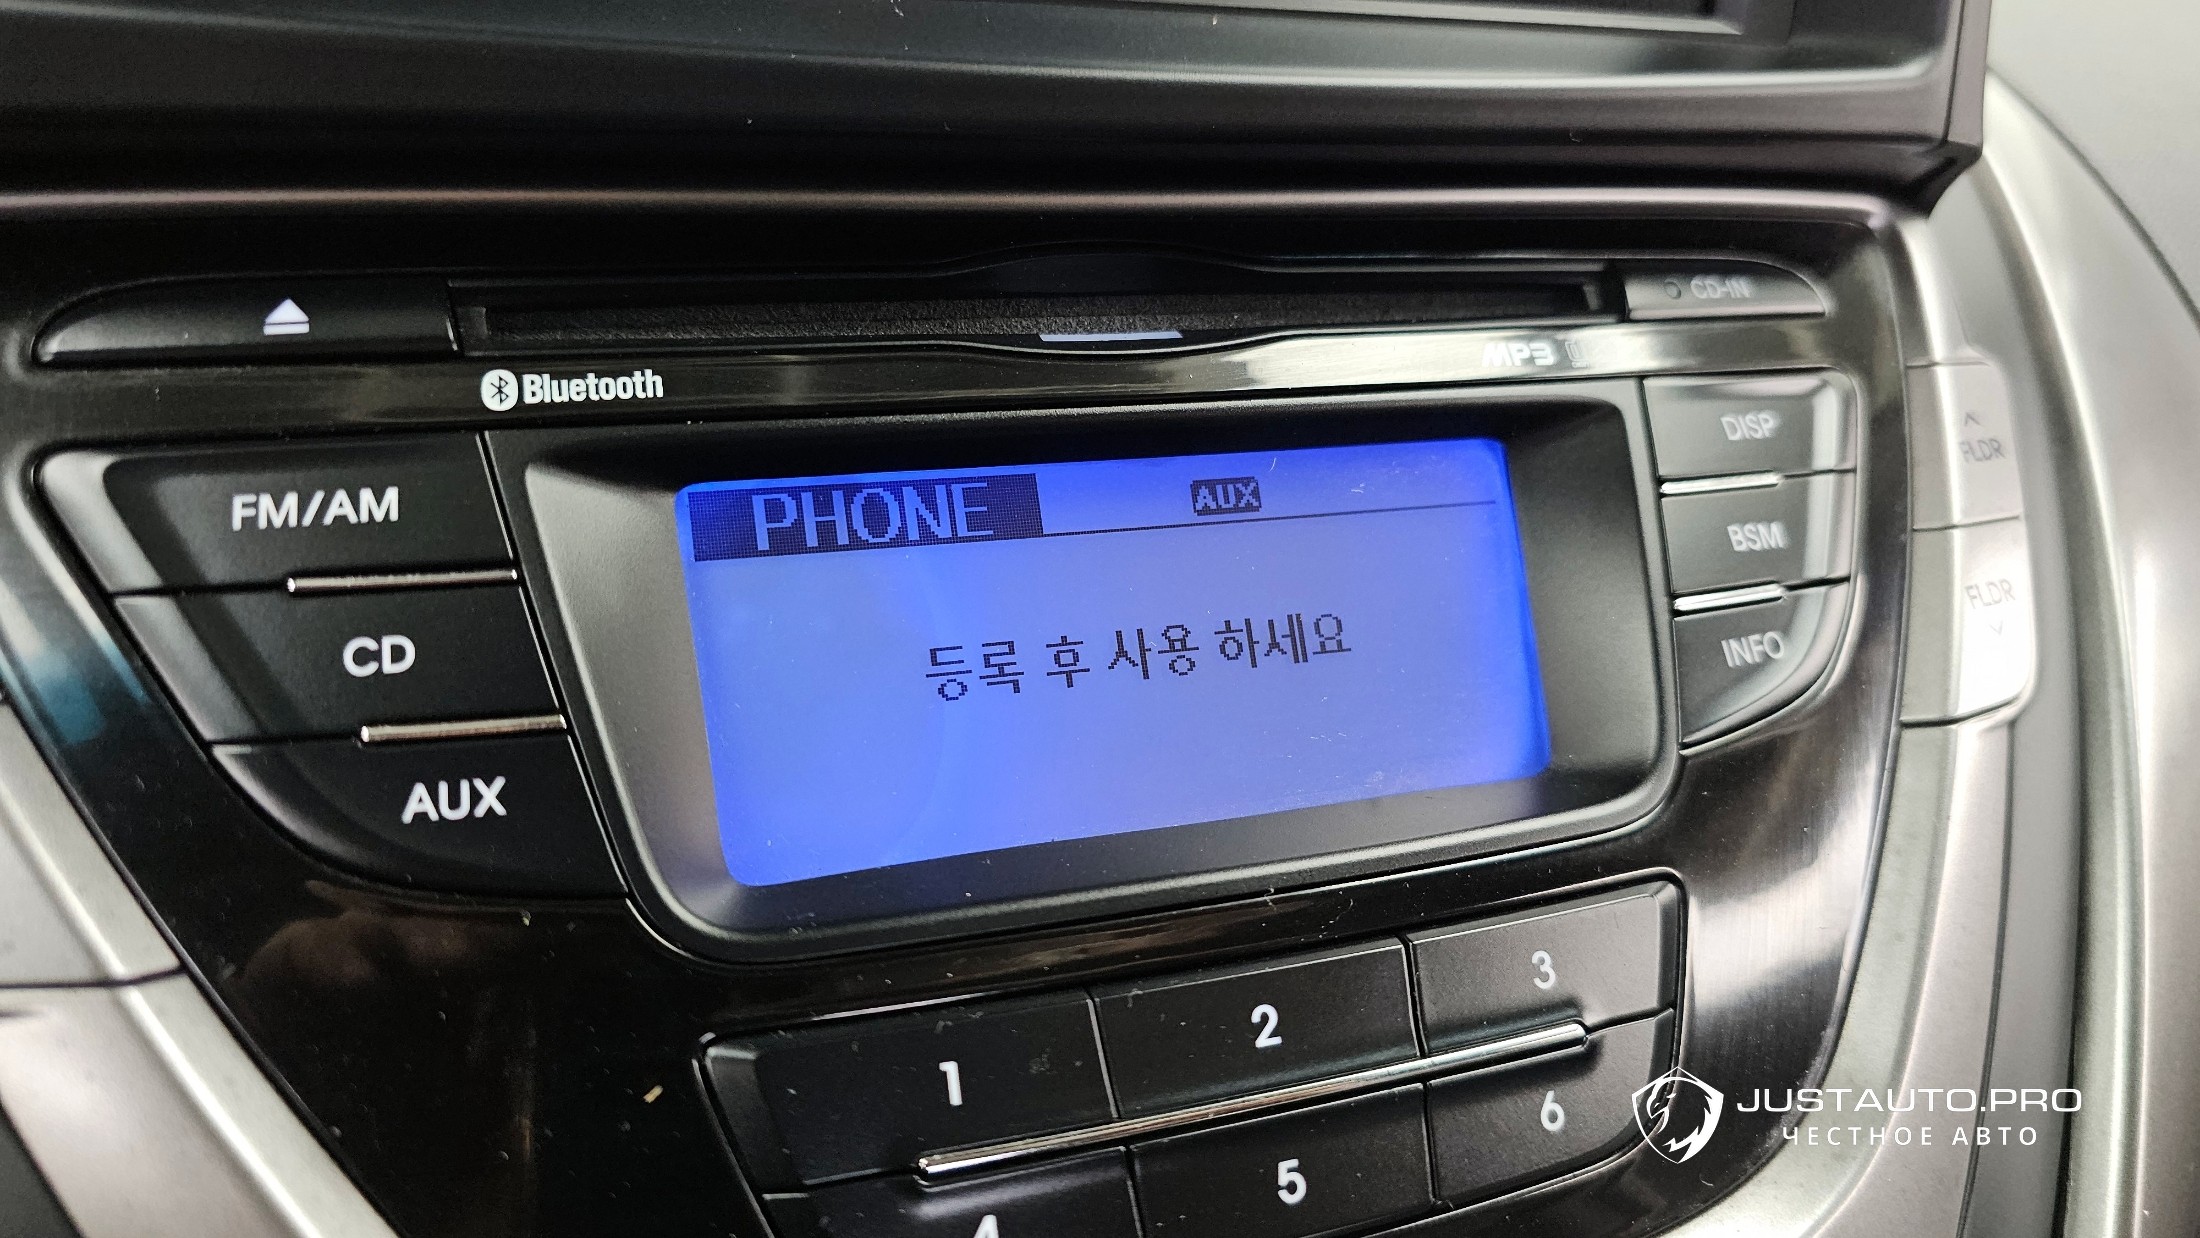 CD-IN
MP3
Bluetooth
FM/AM
CD
AUX
PHONE AUX
등록 후 사용 하세요
DISP
BSM
INFO
FLDR
FLDR
1
2
3
4
5
6
JUSTAUTO.PRO
ЧЕСТНОЕ АВТО